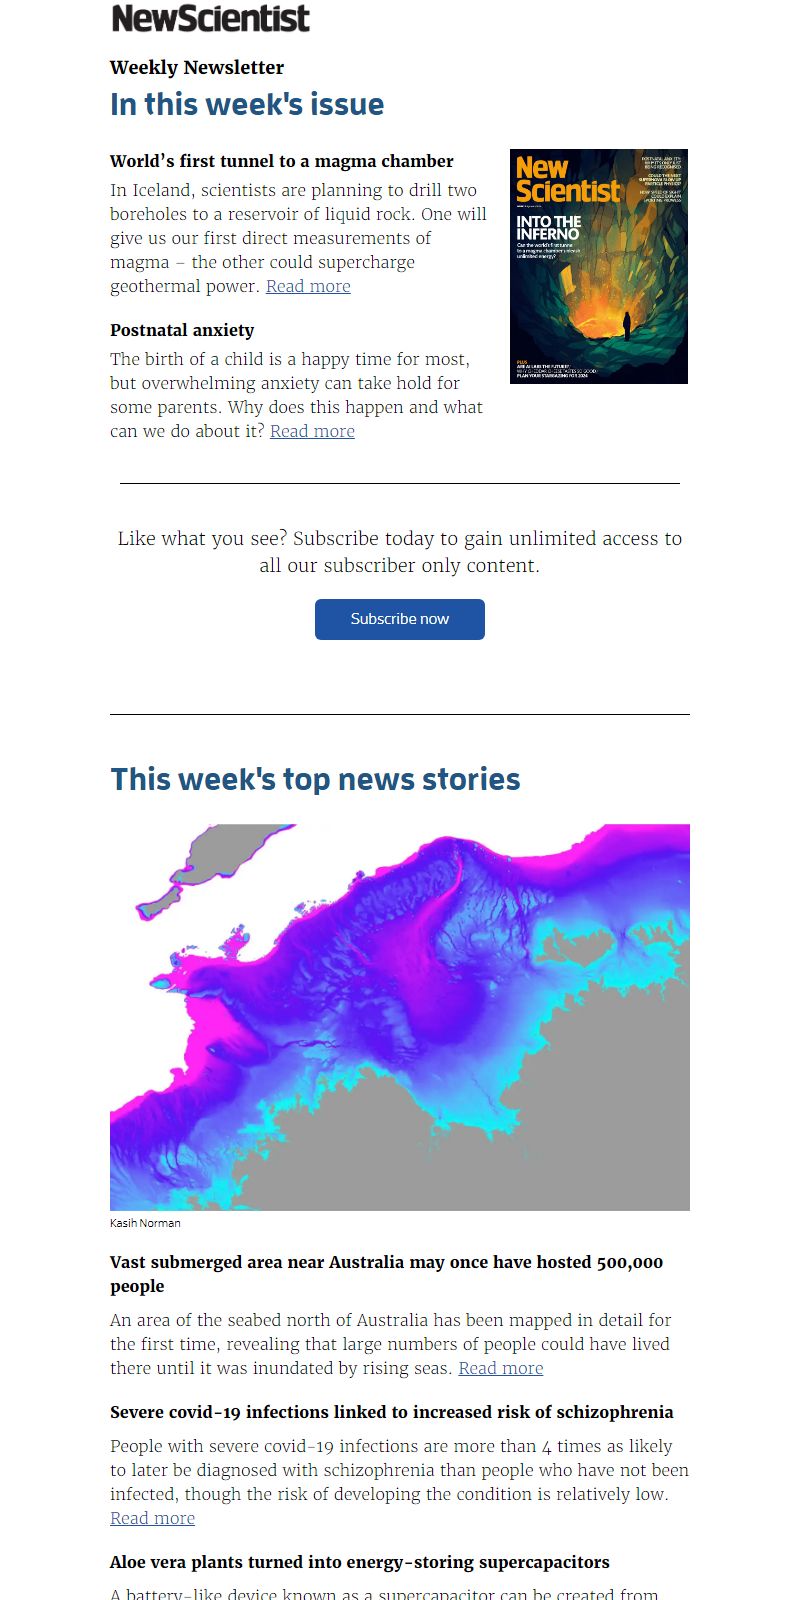 NewScientist
Weekly Newsletter
In this week's issue
World’s first tunnel to a magma chamber
In Iceland, scientists are planning to drill two
boreholes to a reservoir of liquid rock. One will
give us our first direct measurements of
magma – the other could supercharge
geothermal power. Read more
Postnatal anxiety
The birth of a child is a happy time for most,
but overwhelming anxiety can take hold for
some parents. Why does this happen and what
can we do about it? Read more
New
Scientist
INTO THE
INFERNO
Can the world's first tunnel
to a magma chamber unleash
unlimited energy?
PLUS
PLAN YOUR STARGAZING FOR 2024
Like what you see? Subscribe today to gain unlimited access to
all our subscriber only content.
Subscribe now
This week's top news stories
Kasih Norman
Vast submerged area near Australia may once have hosted 500,000
people
An area of the seabed north of Australia has been mapped in detail for
the first time, revealing that large numbers of people could have lived
there until it was inundated by rising seas. Read more
Severe covid-19 infections linked to increased risk of schizophrenia
People with severe covid-19 infections are more than 4 times as likely
to later be diagnosed with schizophrenia than people who have not been
infected, though the risk of developing the condition is relatively low.
Read more
Aloe vera plants turned into energy-storing supercapacitors
A battery-like device known as a supercapacitor can be created from